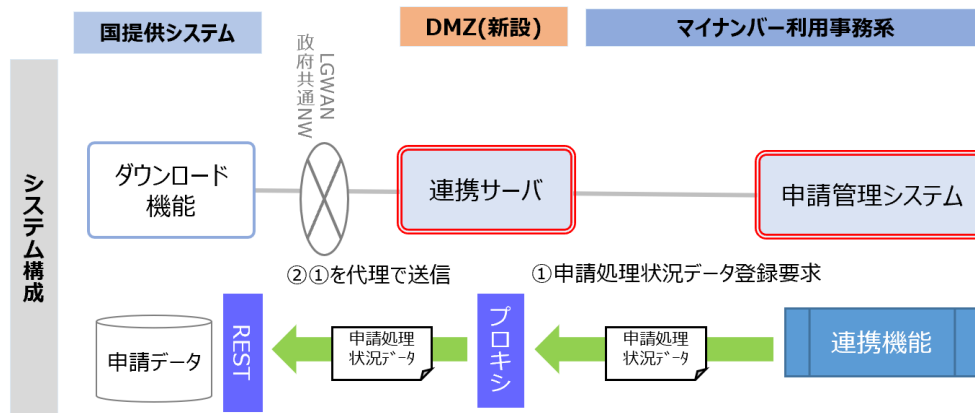 国提供システム
DMZ(新設)
マイナンバー利用事務系
システム構成
LGWAN
政府共通NW
ダウンロード
機能
連携サーバ
申請管理システム
②①を代理で送信
①申請処理状況データ登録要求
申請データ
REST
申請処理
状況ﾃﾞｰﾀ
プロキシ
申請処理
状況ﾃﾞｰﾀ
連携機能